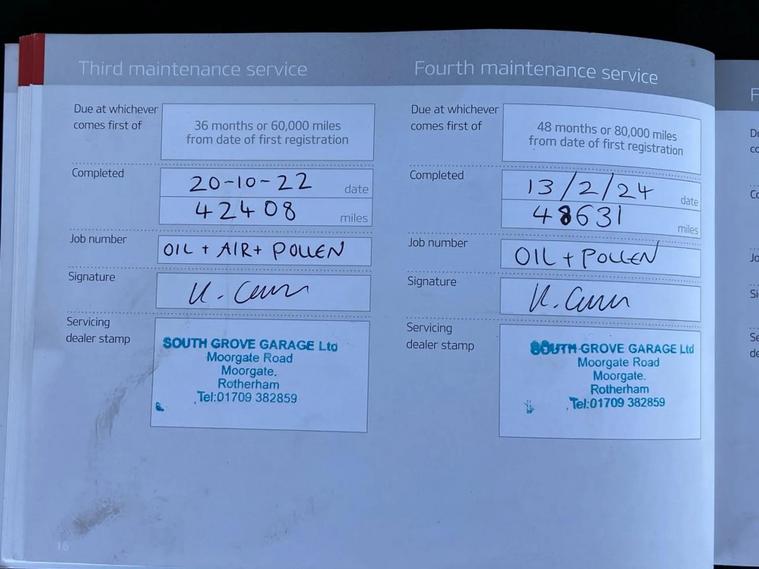 Third maintenance service
Due at whichever
comes first of
36 months or 60,000 miles
from date of first registration
Completed
20-10-22 date
42408 miles
Job number
OIL + AIR + POLLEN
Signature
Servicing
dealer stamp
SOUTH GROVE GARAGE Ltd
Moorgate Road
Moorgate.
Rotherham
Tel:01709 382859
16
Fourth maintenance service
Due at whichever
comes first of
48 months or 80,000 miles
from date of first registration
Completed
13/2/24 date
48631 miles
Job number
OIL + POLLEN
Signature
Servicing
dealer stamp
SOUTH GROVE GARAGE Ltd
Moorgate Road
Moorgate.
Rotherham
Tel:01709 382859